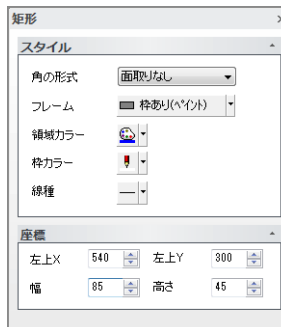 矩形
スタイル
角の形式 面取りなし
フレーム 枠あり(ペイント)
領域カラー
枠カラー
線種
座標
左上X 540 左上Y 300
幅 85 高さ 45